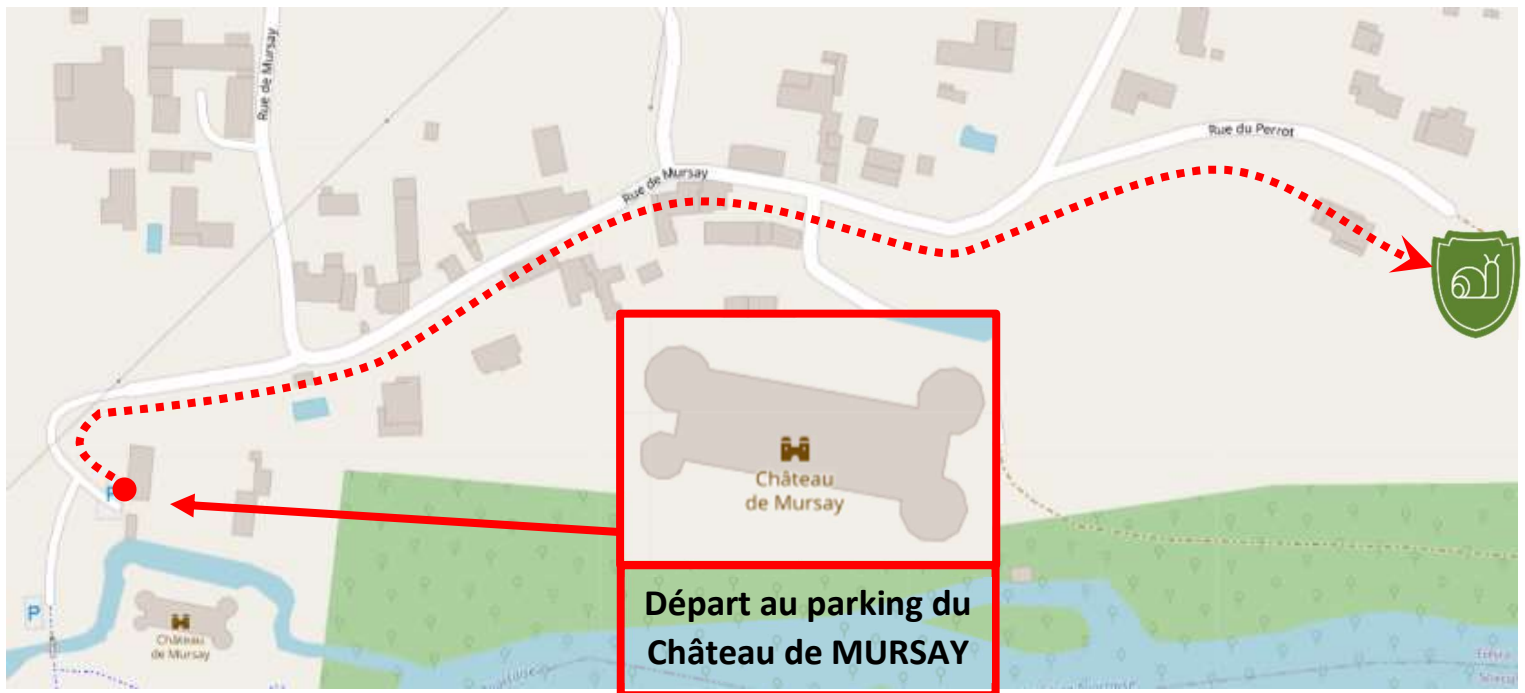 Rue de Mursay
Rue du Perrot
Rue de Mursay
Château
de Mursay
P
P
Château
de Mursay
Départ au parking du
Château de MURSAY